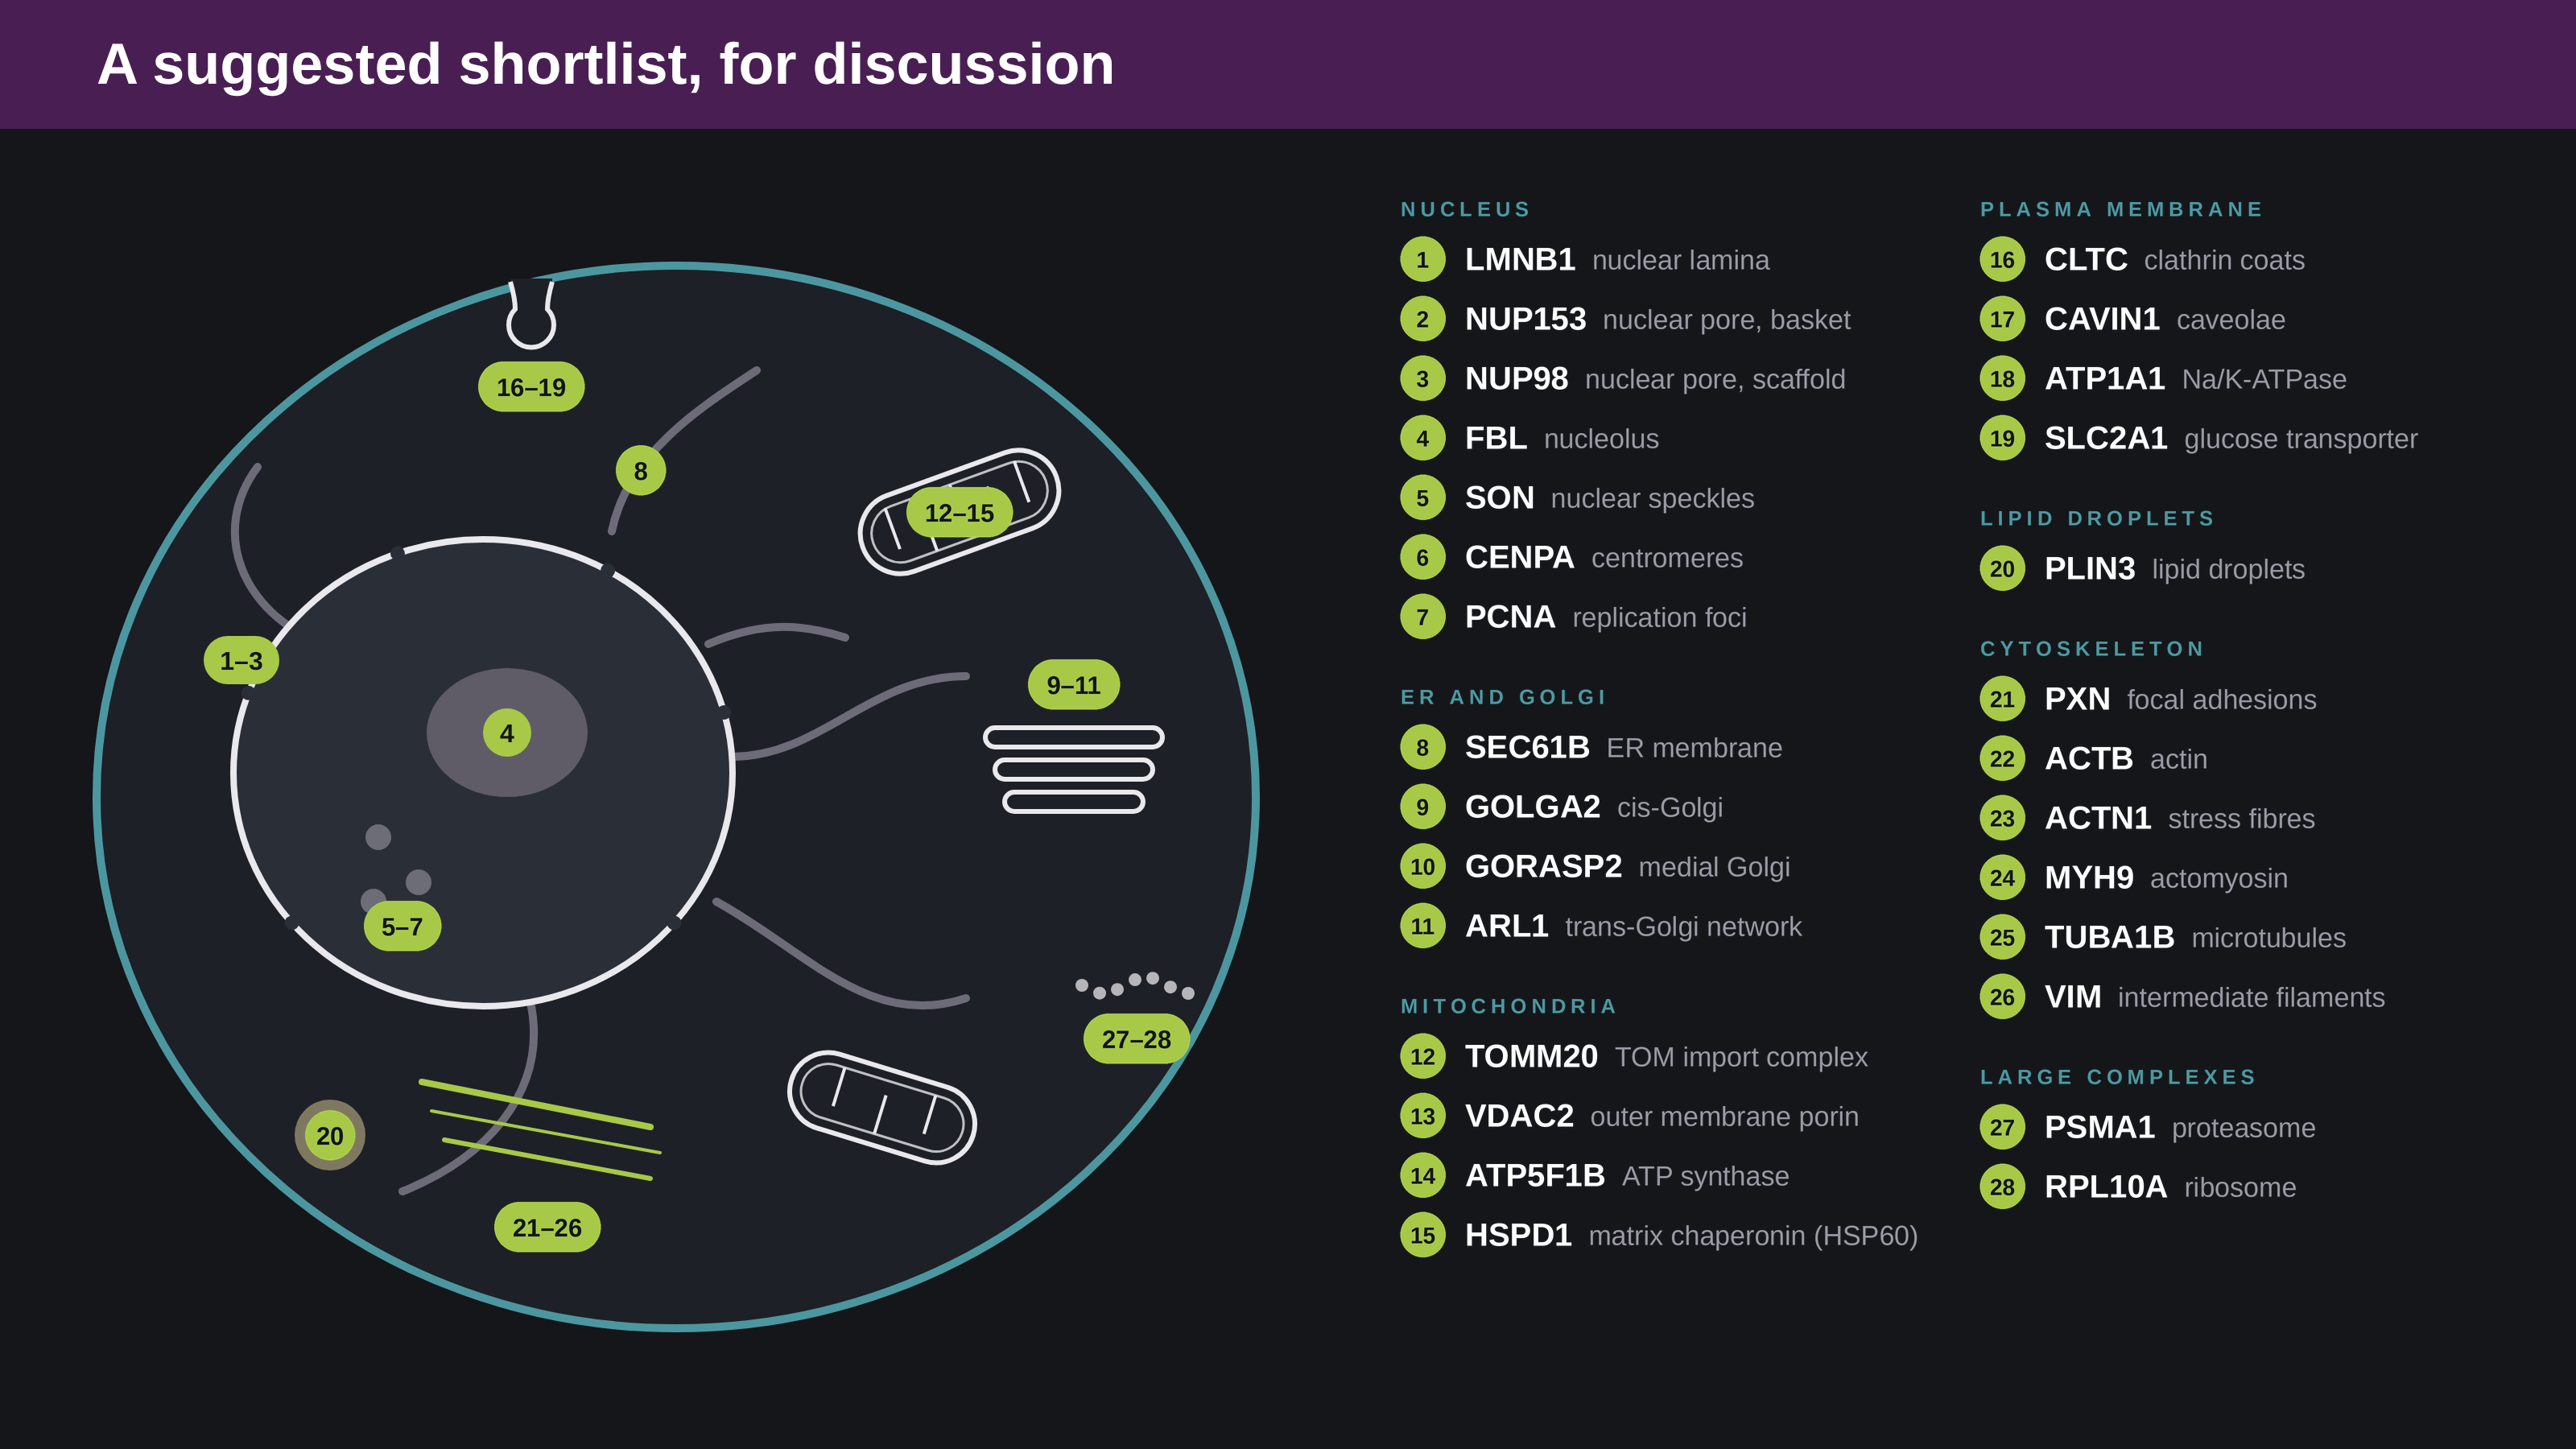 A suggested shortlist, for discussion
16–19
8
12–15
1–3
9–11
4
5–7
27–28
20
21–26
NUCLEUS
1 LMNB1 nuclear lamina
2 NUP153 nuclear pore, basket
3 NUP98 nuclear pore, scaffold
4 FBL nucleolus
5 SON nuclear speckles
6 CENPA centromeres
7 PCNA replication foci
ER AND GOLGI
8 SEC61B ER membrane
9 GOLGA2 cis-Golgi
10 GORASP2 medial Golgi
11 ARL1 trans-Golgi network
MITOCHONDRIA
12 TOMM20 TOM import complex
13 VDAC2 outer membrane porin
14 ATP5F1B ATP synthase
15 HSPD1 matrix chaperonin (HSP60)
PLASMA MEMBRANE
16 CLTC clathrin coats
17 CAVIN1 caveolae
18 ATP1A1 Na/K-ATPase
19 SLC2A1 glucose transporter
LIPID DROPLETS
20 PLIN3 lipid droplets
CYTOSKELETON
21 PXN focal adhesions
22 ACTB actin
23 ACTN1 stress fibres
24 MYH9 actomyosin
25 TUBA1B microtubules
26 VIM intermediate filaments
LARGE COMPLEXES
27 PSMA1 proteasome
28 RPL10A ribosome